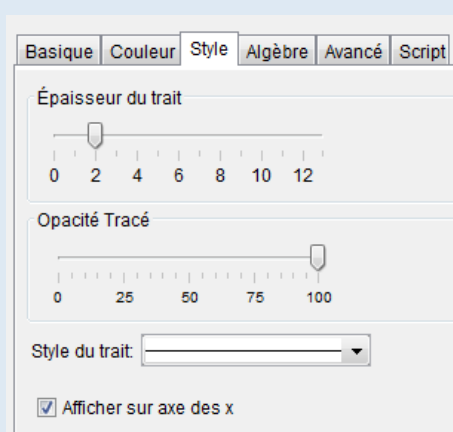 Basique Couleur Style Algèbre Avancé Script
Épaisseur du trait
0 2 4 6 8 10 12
Opacité Tracé
0 25 50 75 100
Style du trait:
Afficher sur axe des x